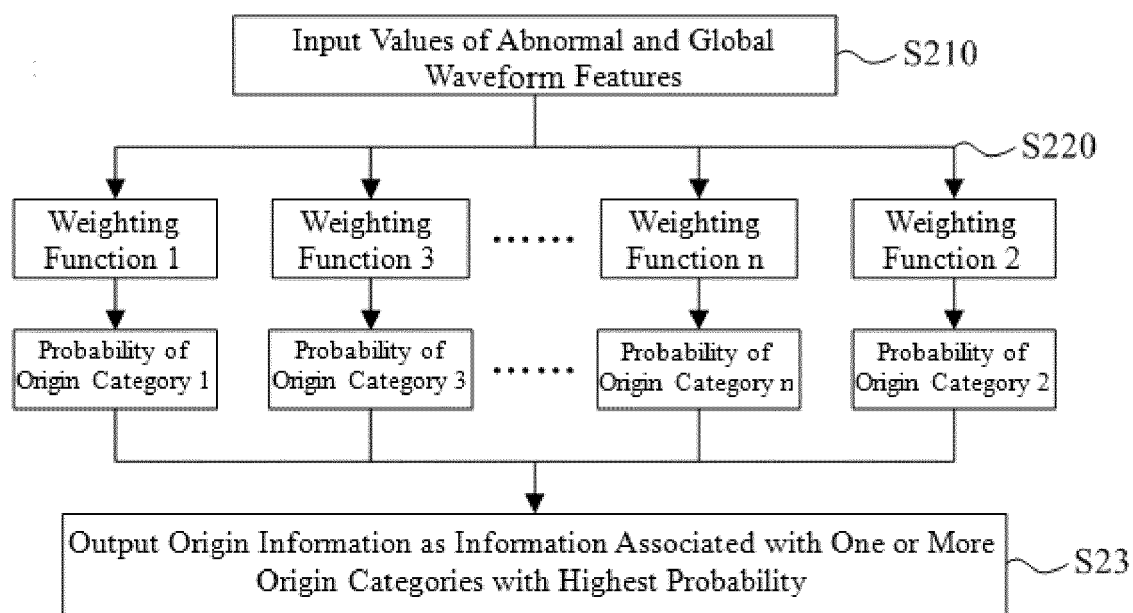 Input Values of Abnormal and Global
Waveform Features
S210
S220
Weighting
Function 1
Weighting
Function 3
......
Weighting
Function n
Weighting
Function 2
Probability of
Origin Category 1
Probability of
Origin Category 3
......
Probability of
Origin Category n
Probability of
Origin Category 2
Output Origin Information as Information Associated with One or More
Origin Categories with Highest Probability
S23